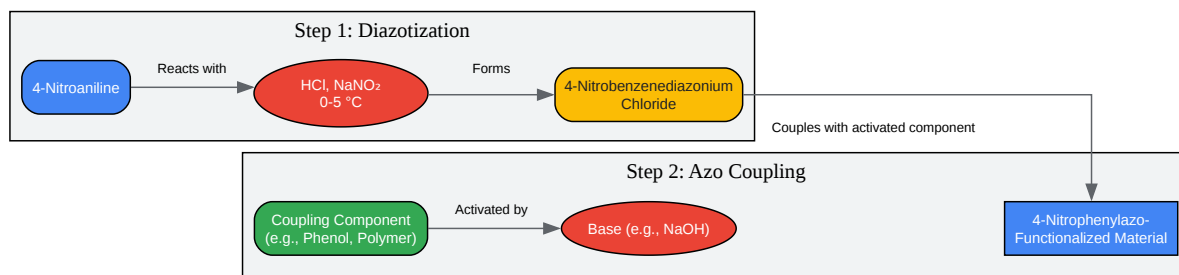 Step 1: Diazotization
4-Nitroaniline
Reacts with
HCl, NaNO₂
0-5 °C
Forms
4-Nitrobenzenediazonium
Chloride
Couples with activated component
Step 2: Azo Coupling
Coupling Component
(e.g., Phenol, Polymer)
Activated by
Base (e.g., NaOH)
4-Nitrophenylazo-
Functionalized Material